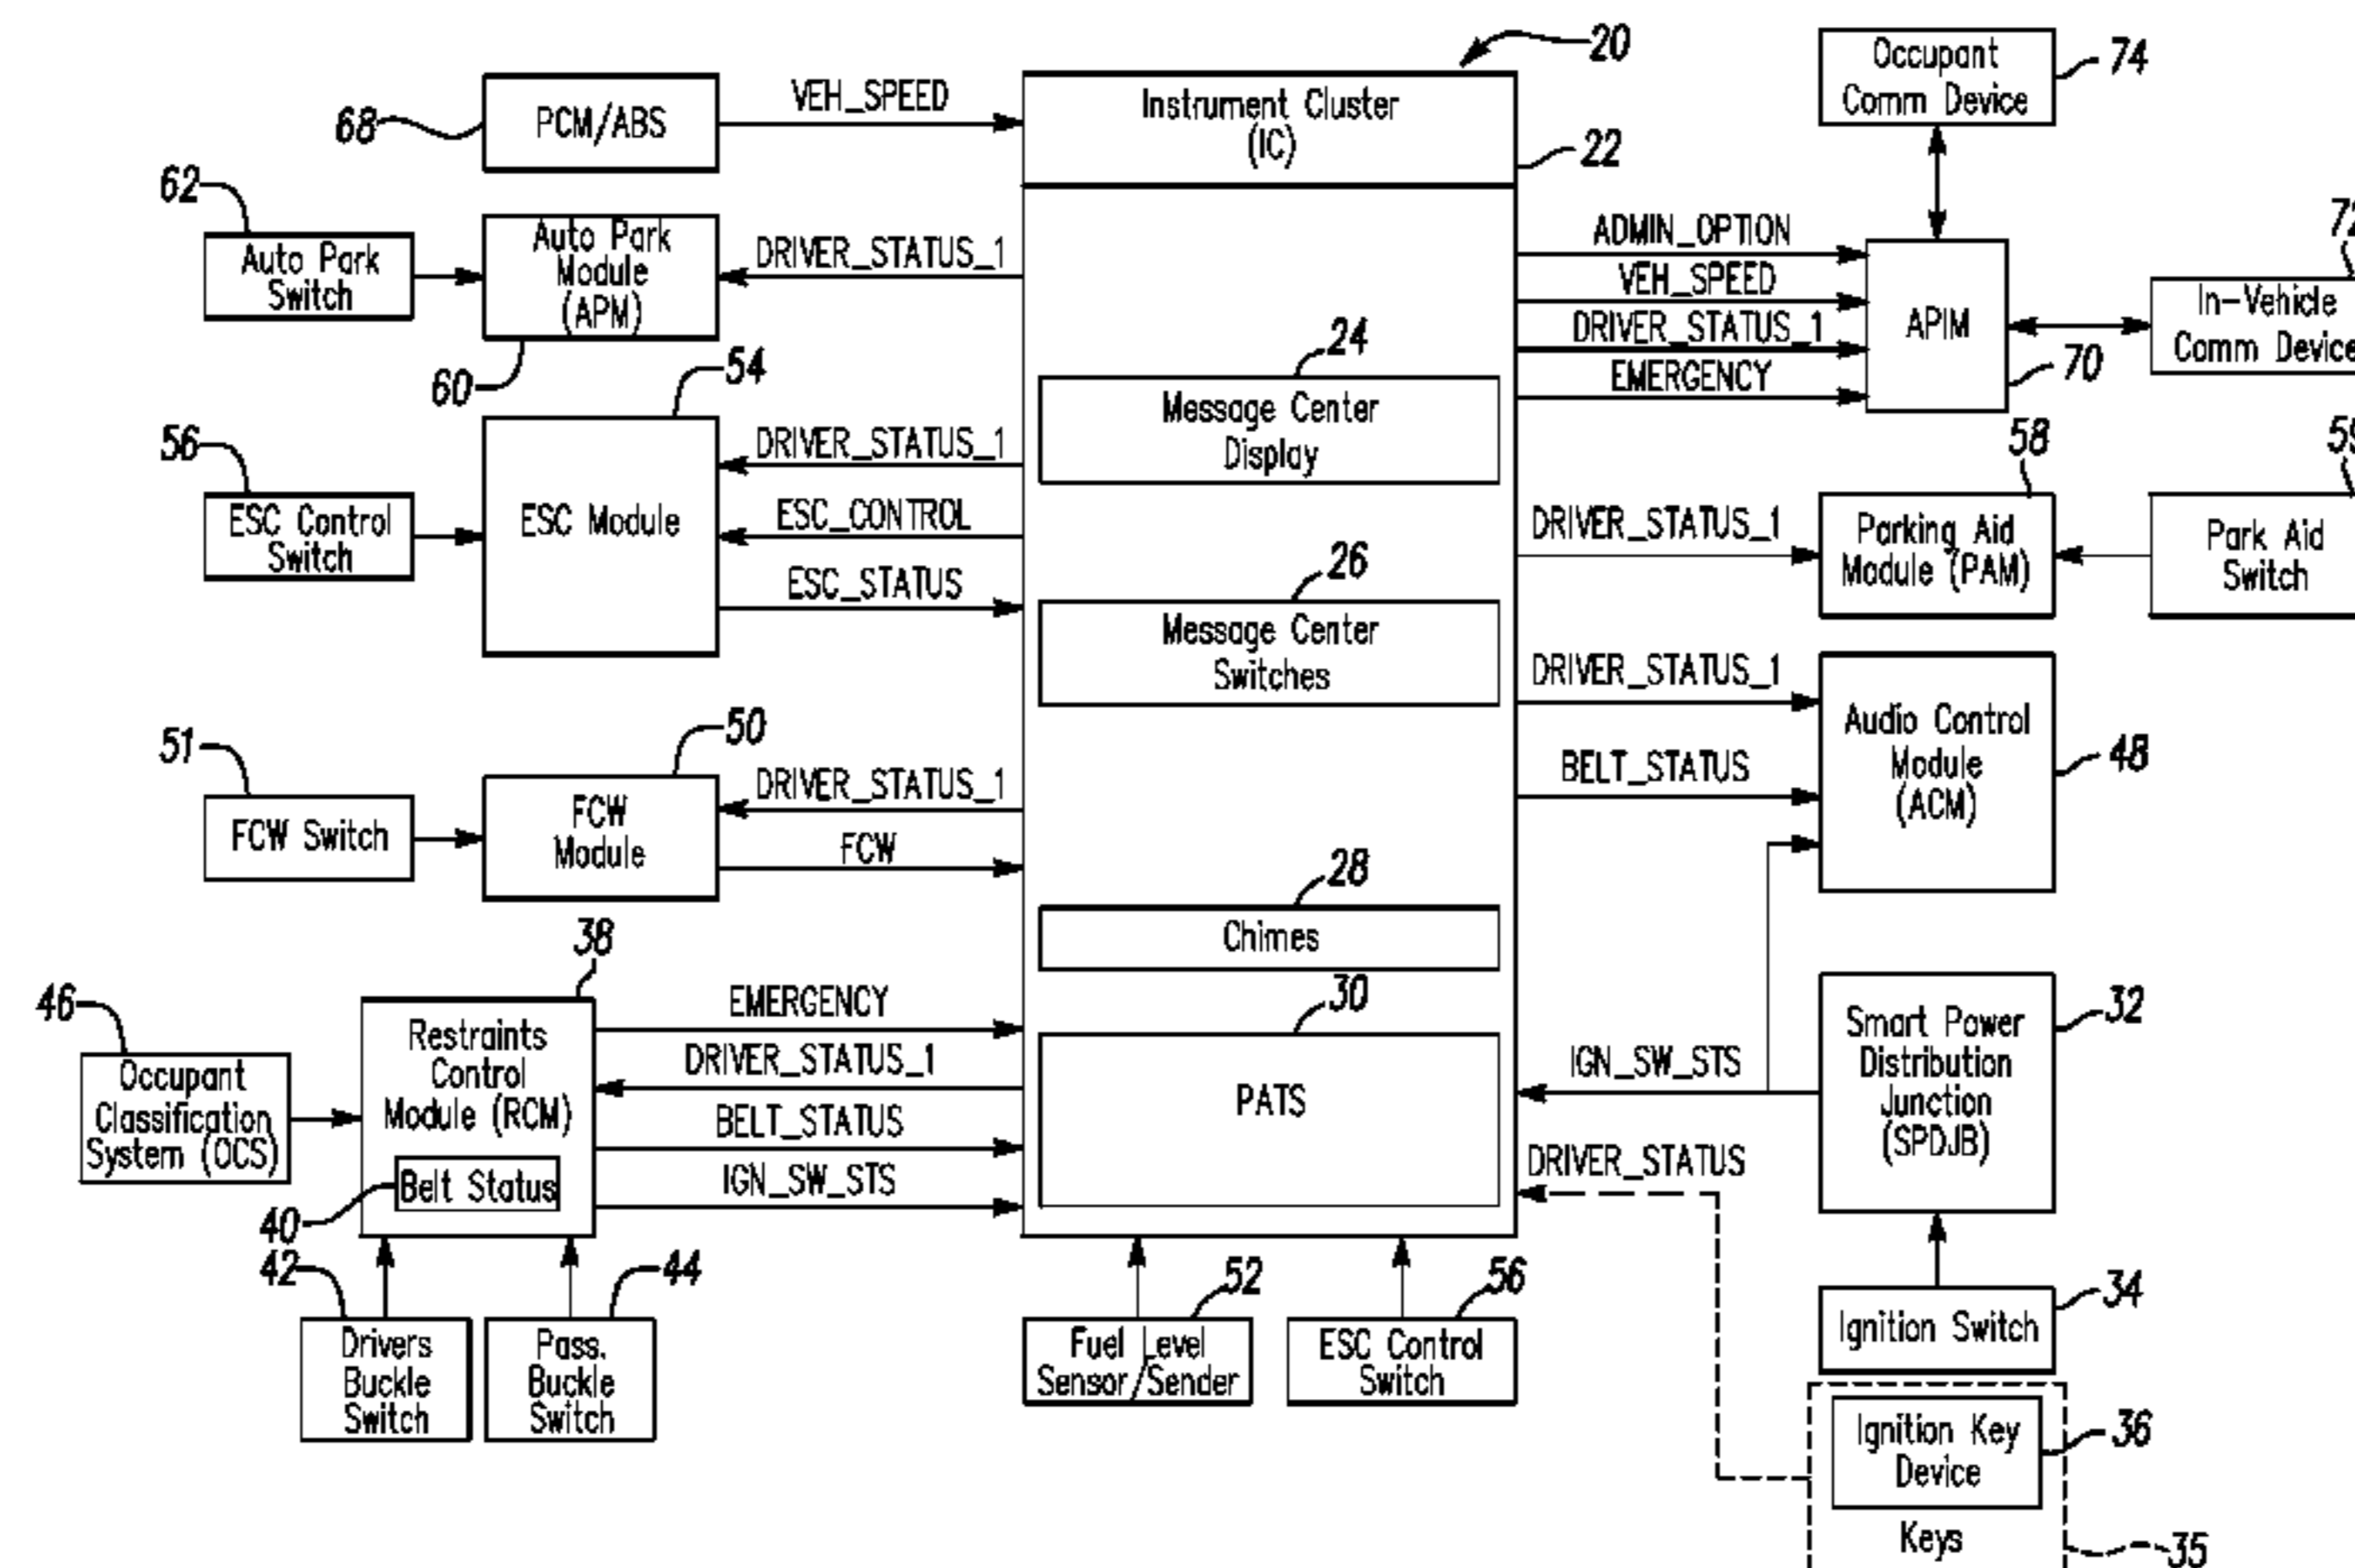 20
Occupant
Comm Device
74
68
PCM/ABS
VEH_SPEED
Instrument Cluster
(IC)
22
62
Auto Park
Switch
Auto Park
Module
(APM)
60
DRIVER_STATUS_1
ADMIN_OPTION
VEH_SPEED
DRIVER_STATUS_1
EMERGENCY
APIM
70
In-Vehicle
Comm Device
24
Message Center
Display
54
56
ESC Control
Switch
ESC Module
DRIVER_STATUS_1
ESC_CONTROL
ESC_STATUS
58
DRIVER_STATUS_1
Parking Aid
Module (PAM)
Park Aid
Switch
26
Message Center
Switches
DRIVER_STATUS_1
BELT_STATUS
Audio Control
Module
(ACM)
48
51
FCW Switch
50
FCW
Module
DRIVER_STATUS_1
FCW
28
Chimes
30
PATS
38
46
Occupant
Classification
System (OCS)
Restraints
Control
Module (RCM)
Belt Status
40
EMERGENCY
DRIVER_STATUS_1
BELT_STATUS
IGN_SW_STS
IGN_SW_STS
DRIVER_STATUS
Smart Power
Distribution
Junction
(SPDJB)
32
42
Drivers
Buckle
Switch
44
Pass.
Buckle
Switch
52
Fuel Level
Sensor/Sender
56
ESC Control
Switch
34
Ignition Switch
Ignition Key
Device
36
Keys
35